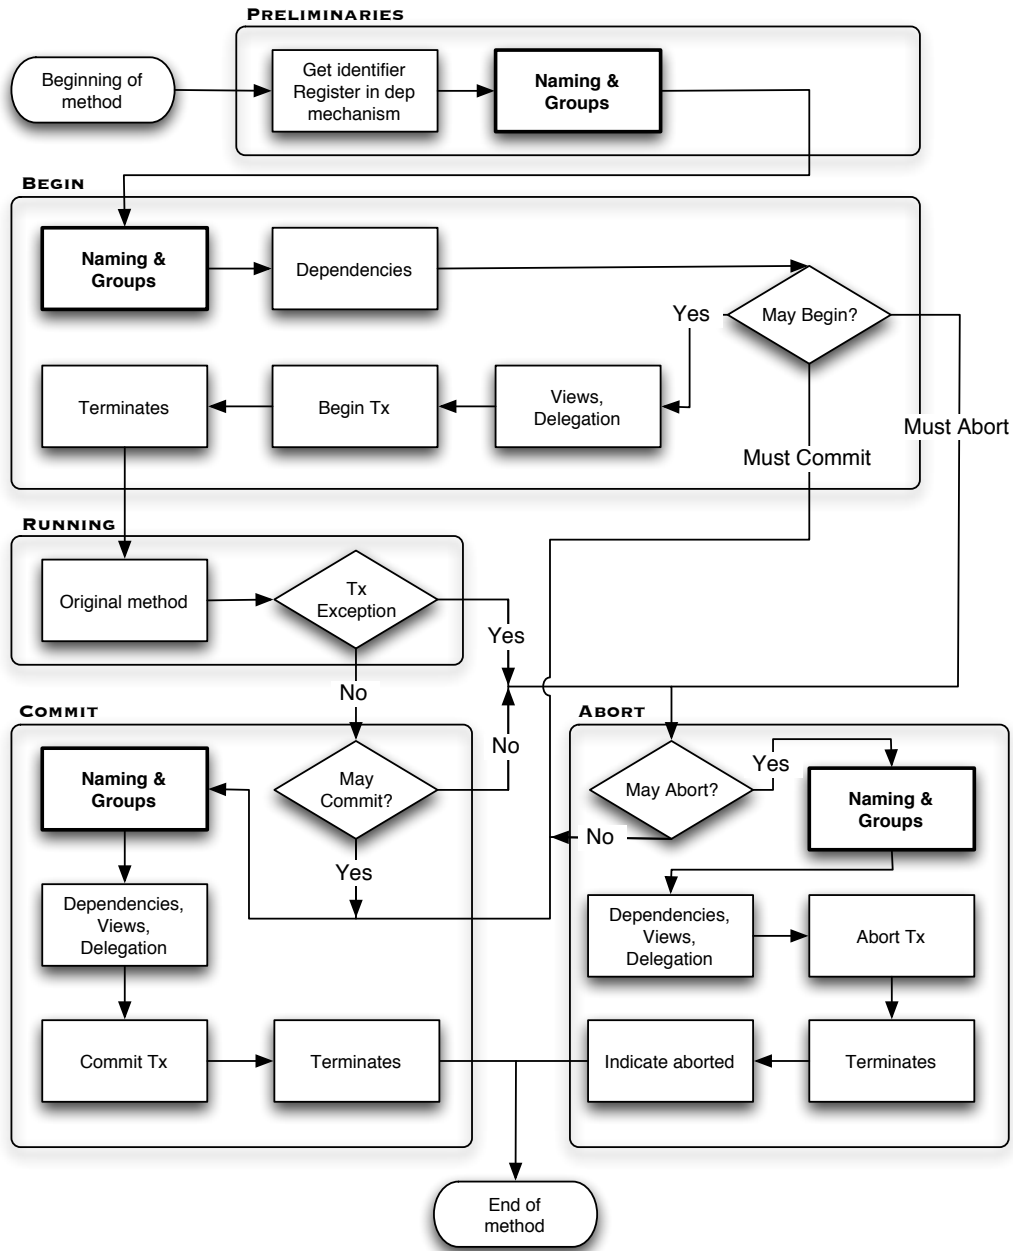 PRELIMINARIES
Beginning of
method
Get identifier
Register in dep
mechanism
Naming &
Groups
BEGIN
Naming &
Groups
Dependencies
May Begin?
Yes
Terminates
Begin Tx
Views,
Delegation
Must Abort
Must Commit
RUNNING
Original method
Tx
Exception
Yes
No
COMMIT
Naming &
Groups
May
Commit?
No
Yes
Dependencies,
Views,
Delegation
Commit Tx
Terminates
ABORT
May Abort?
Yes
Naming &
Groups
No
Dependencies,
Views,
Delegation
Abort Tx
Indicate aborted
Terminates
End of
method